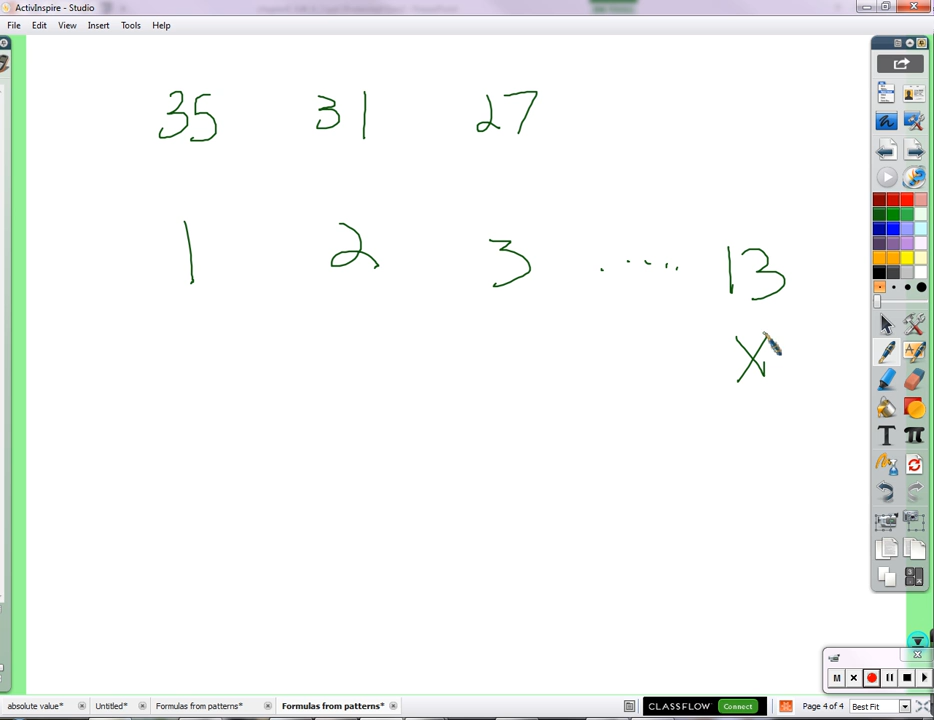 ActivInspire - Studio
File Edit View Insert Tools Help
35 31 27
1 2 3 ...... 13
X
absolute value* Untitled* Formulas from patterns* Formulas from patterns*
CLASSFLOW Connect
Page 4 of 4
Best Fit
M